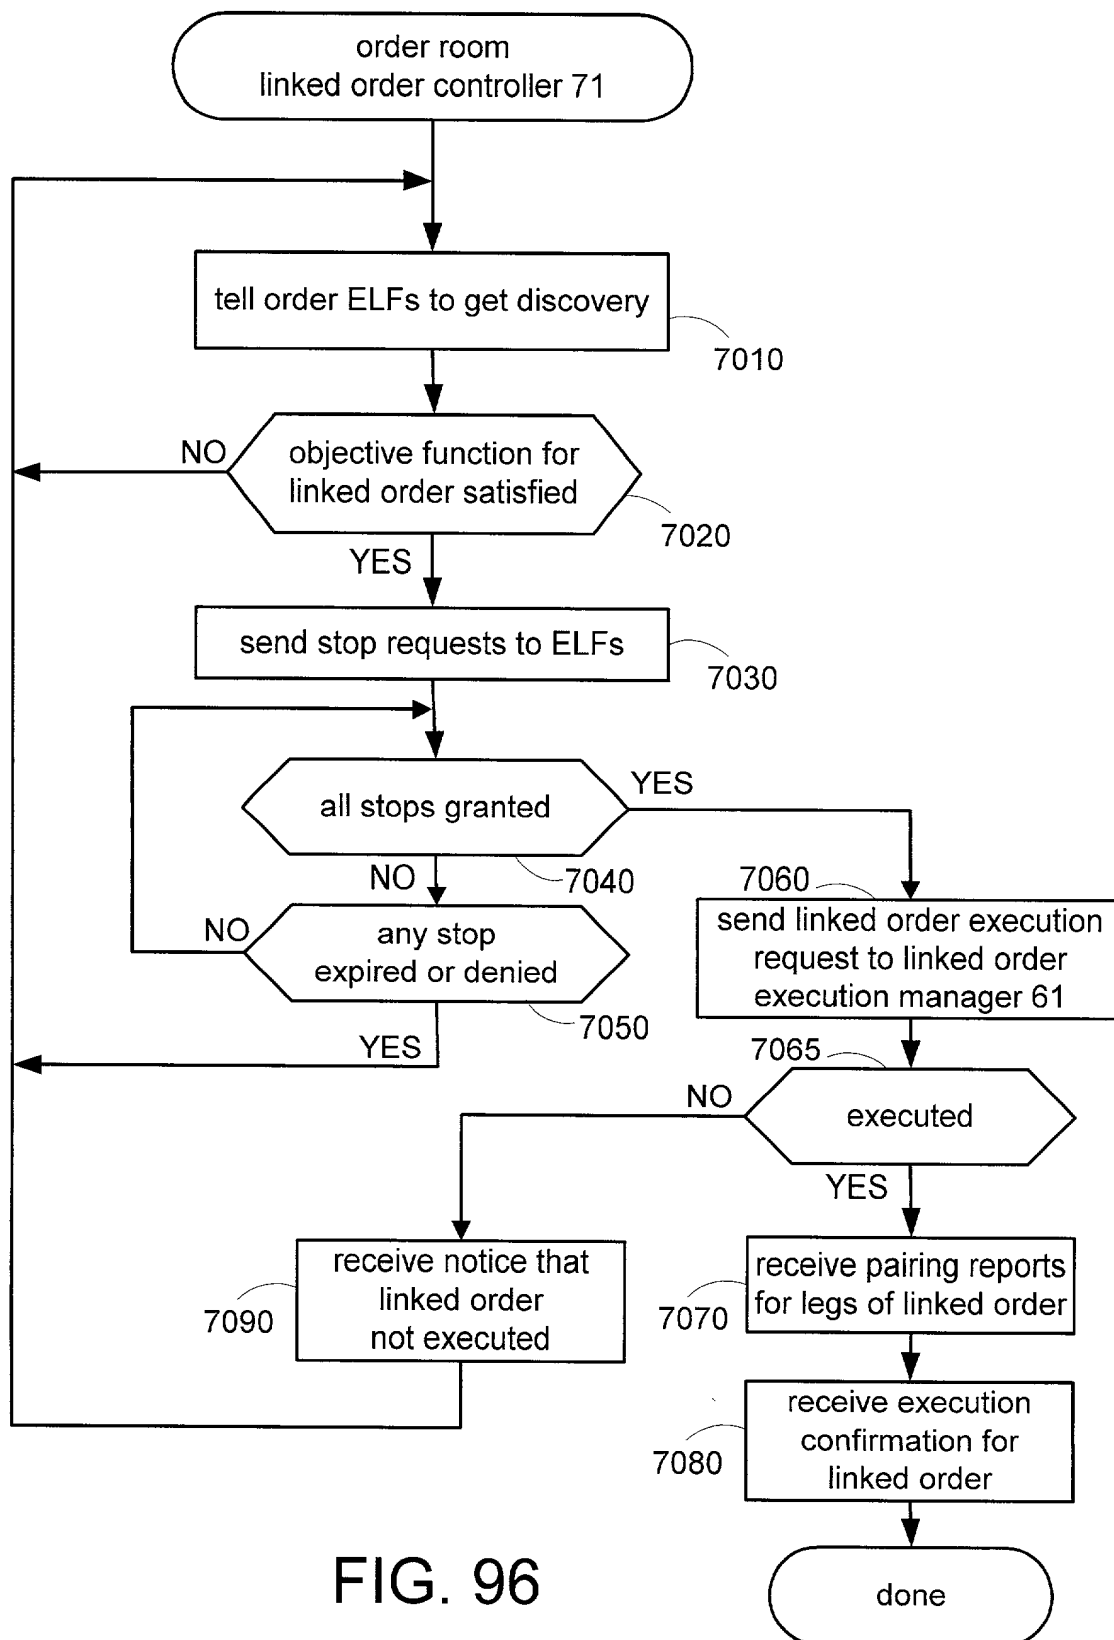 order room
linked order controller 71
tell order ELFs to get discovery
7010
NO
objective function for
linked order satisfied
7020
YES
send stop requests to ELFs
7030
all stops granted
YES
7040
NO
NO
any stop
expired or denied
7050
YES
7060
send linked order execution
request to linked order
execution manager 61
7065
NO
executed
YES
receive notice that
linked order
not executed
7090
receive pairing reports
for legs of linked order
7070
receive execution
confirmation for
linked order
7080
done
FIG. 96